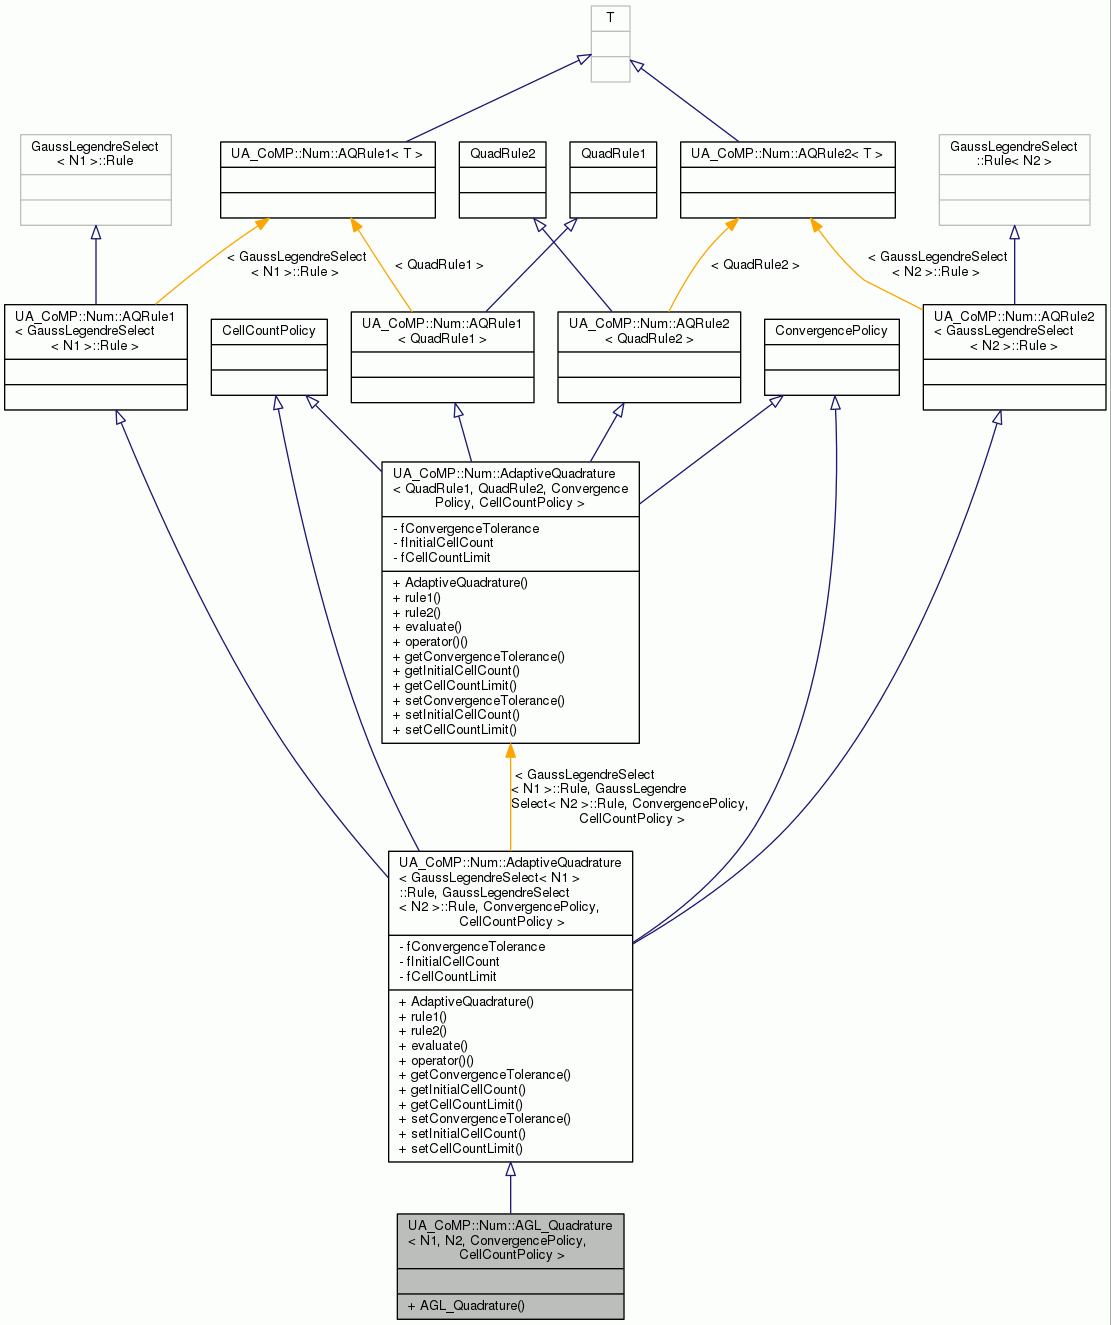 T
GaussLegendreSelect
< N1 >::Rule
UA_CoMP::Num::AQRule1< T >
QuadRule2
QuadRule1
UA_CoMP::Num::AQRule2< T >
GaussLegendreSelect
::Rule< N2 >
< GaussLegendreSelect
< N1 >::Rule >
< QuadRule1 >
< QuadRule2 >
< GaussLegendreSelect
< N2 >::Rule >
UA_CoMP::Num::AQRule1
< GaussLegendreSelect
< N1 >::Rule >
CellCountPolicy
UA_CoMP::Num::AQRule1
< QuadRule1 >
UA_CoMP::Num::AQRule2
< QuadRule2 >
ConvergencePolicy
UA_CoMP::Num::AQRule2
< GaussLegendreSelect
< N2 >::Rule >
UA_CoMP::Num::AdaptiveQuadrature
< QuadRule1, QuadRule2, Convergence
Policy, CellCountPolicy >
- fConvergenceTolerance
- fInitialCellCount
- fCellCountLimit
+ AdaptiveQuadrature()
+ rule1()
+ rule2()
+ evaluate()
+ operator()()
+ getConvergenceTolerance()
+ getInitialCellCount()
+ getCellCountLimit()
+ setConvergenceTolerance()
+ setInitialCellCount()
+ setCellCountLimit()
< GaussLegendreSelect
< N1 >::Rule, GaussLegendre
Select< N2 >::Rule, ConvergencePolicy,
CellCountPolicy >
UA_CoMP::Num::AdaptiveQuadrature
< GaussLegendreSelect< N1 >
::Rule, GaussLegendreSelect
< N2 >::Rule, ConvergencePolicy,
CellCountPolicy >
- fConvergenceTolerance
- fInitialCellCount
- fCellCountLimit
+ AdaptiveQuadrature()
+ rule1()
+ rule2()
+ evaluate()
+ operator()()
+ getConvergenceTolerance()
+ getInitialCellCount()
+ getCellCountLimit()
+ setConvergenceTolerance()
+ setInitialCellCount()
+ setCellCountLimit()
UA_CoMP::Num::AGL_Quadrature
< N1, N2, ConvergencePolicy,
CellCountPolicy >
+ AGL_Quadrature()